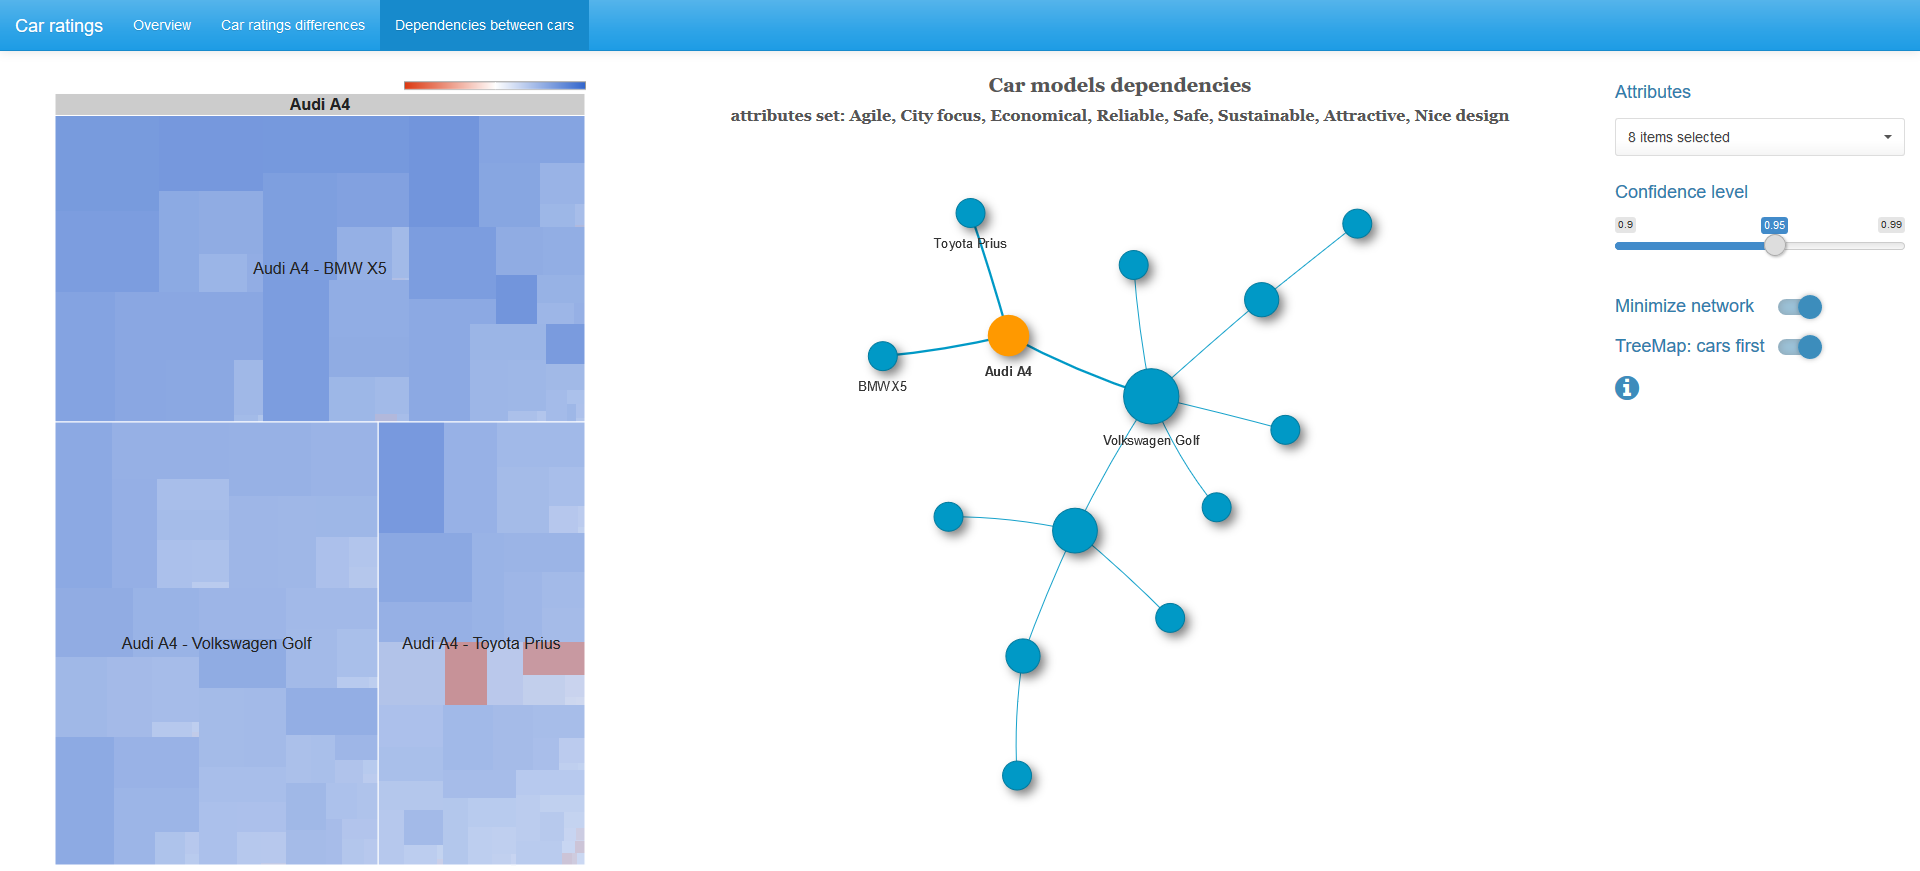 Car ratings
Overview
Car ratings differences
Dependencies between cars
Audi A4
Audi A4 - BMW X5
Audi A4 - Volkswagen Golf
Audi A4 - Toyota Prius
Car models dependencies
attributes set: Agile, City focus, Economical, Reliable, Safe, Sustainable, Attractive, Nice design
Toyota Prius
BMW X5
Audi A4
Volkswagen Golf
Attributes
8 items selected
Confidence level
0.9
0.95
0.99
Minimize network
TreeMap: cars first